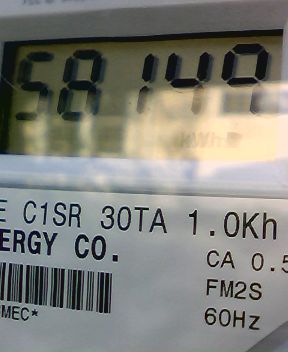 58149
kWh
E C1SR 30TA 1.0Kh
ERGY CO.
CA 0.5
FM2S
MEC*
60Hz